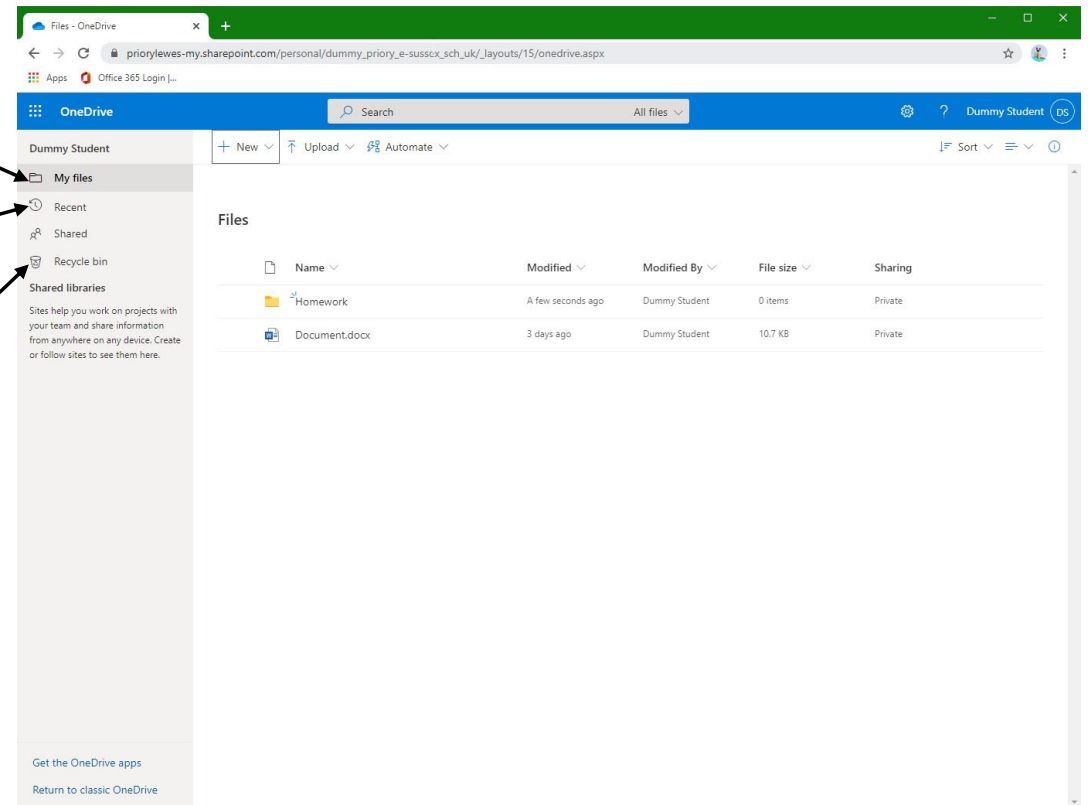 Files - OneDrive
priorylewes-my.sharepoint.com/personal/dummy_priory_e-susscx_sch_uk/_layouts/15/onedrive.aspx
Apps Office 365 Login |...
OneDrive Search All files ? Dummy Student DS
Dummy Student
New Upload Automate Sort
My files
Recent
Shared
Recycle bin
Shared libraries
Sites help you work on projects with
your team and share information
from anywhere on any device. Create
or follow sites to see them here.
Files
Name Modified Modified By File size Sharing
Homework A few seconds ago Dummy Student 0 items Private
Document.docx 3 days ago Dummy Student 10.7 KB Private
Get the OneDrive apps
Return to classic OneDrive